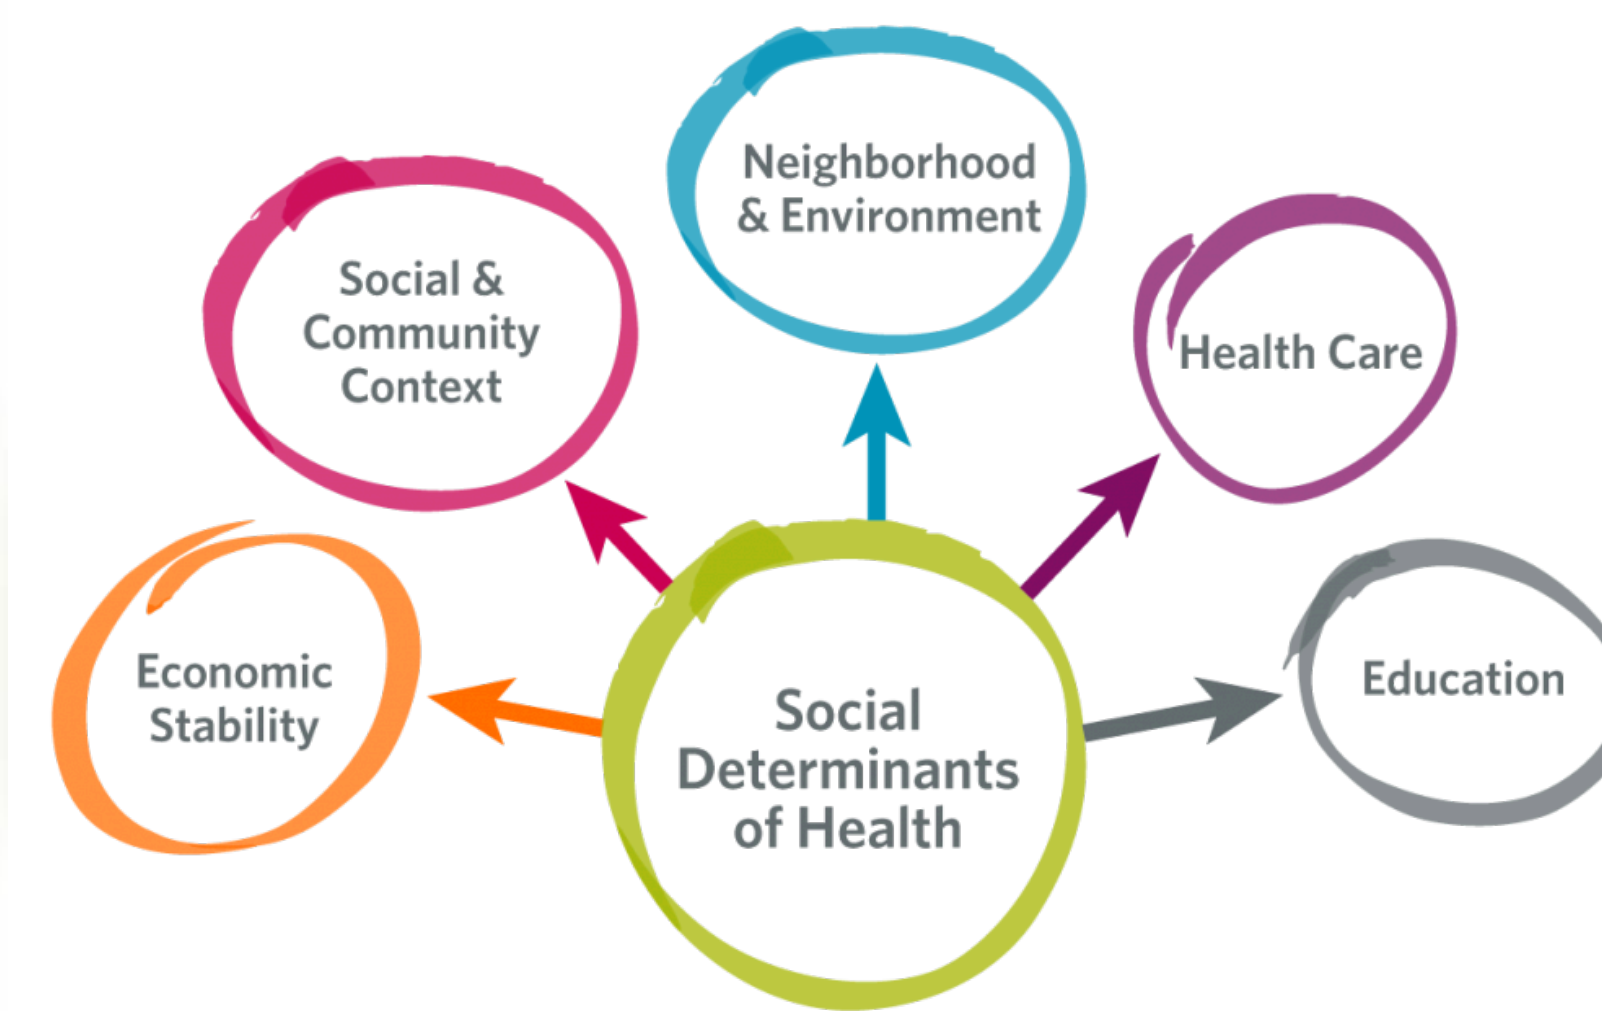 Neighborhood
& Environment
Social &
Community
Context
Health Care
Economic
Stability
Education
Social
Determinants
of Health